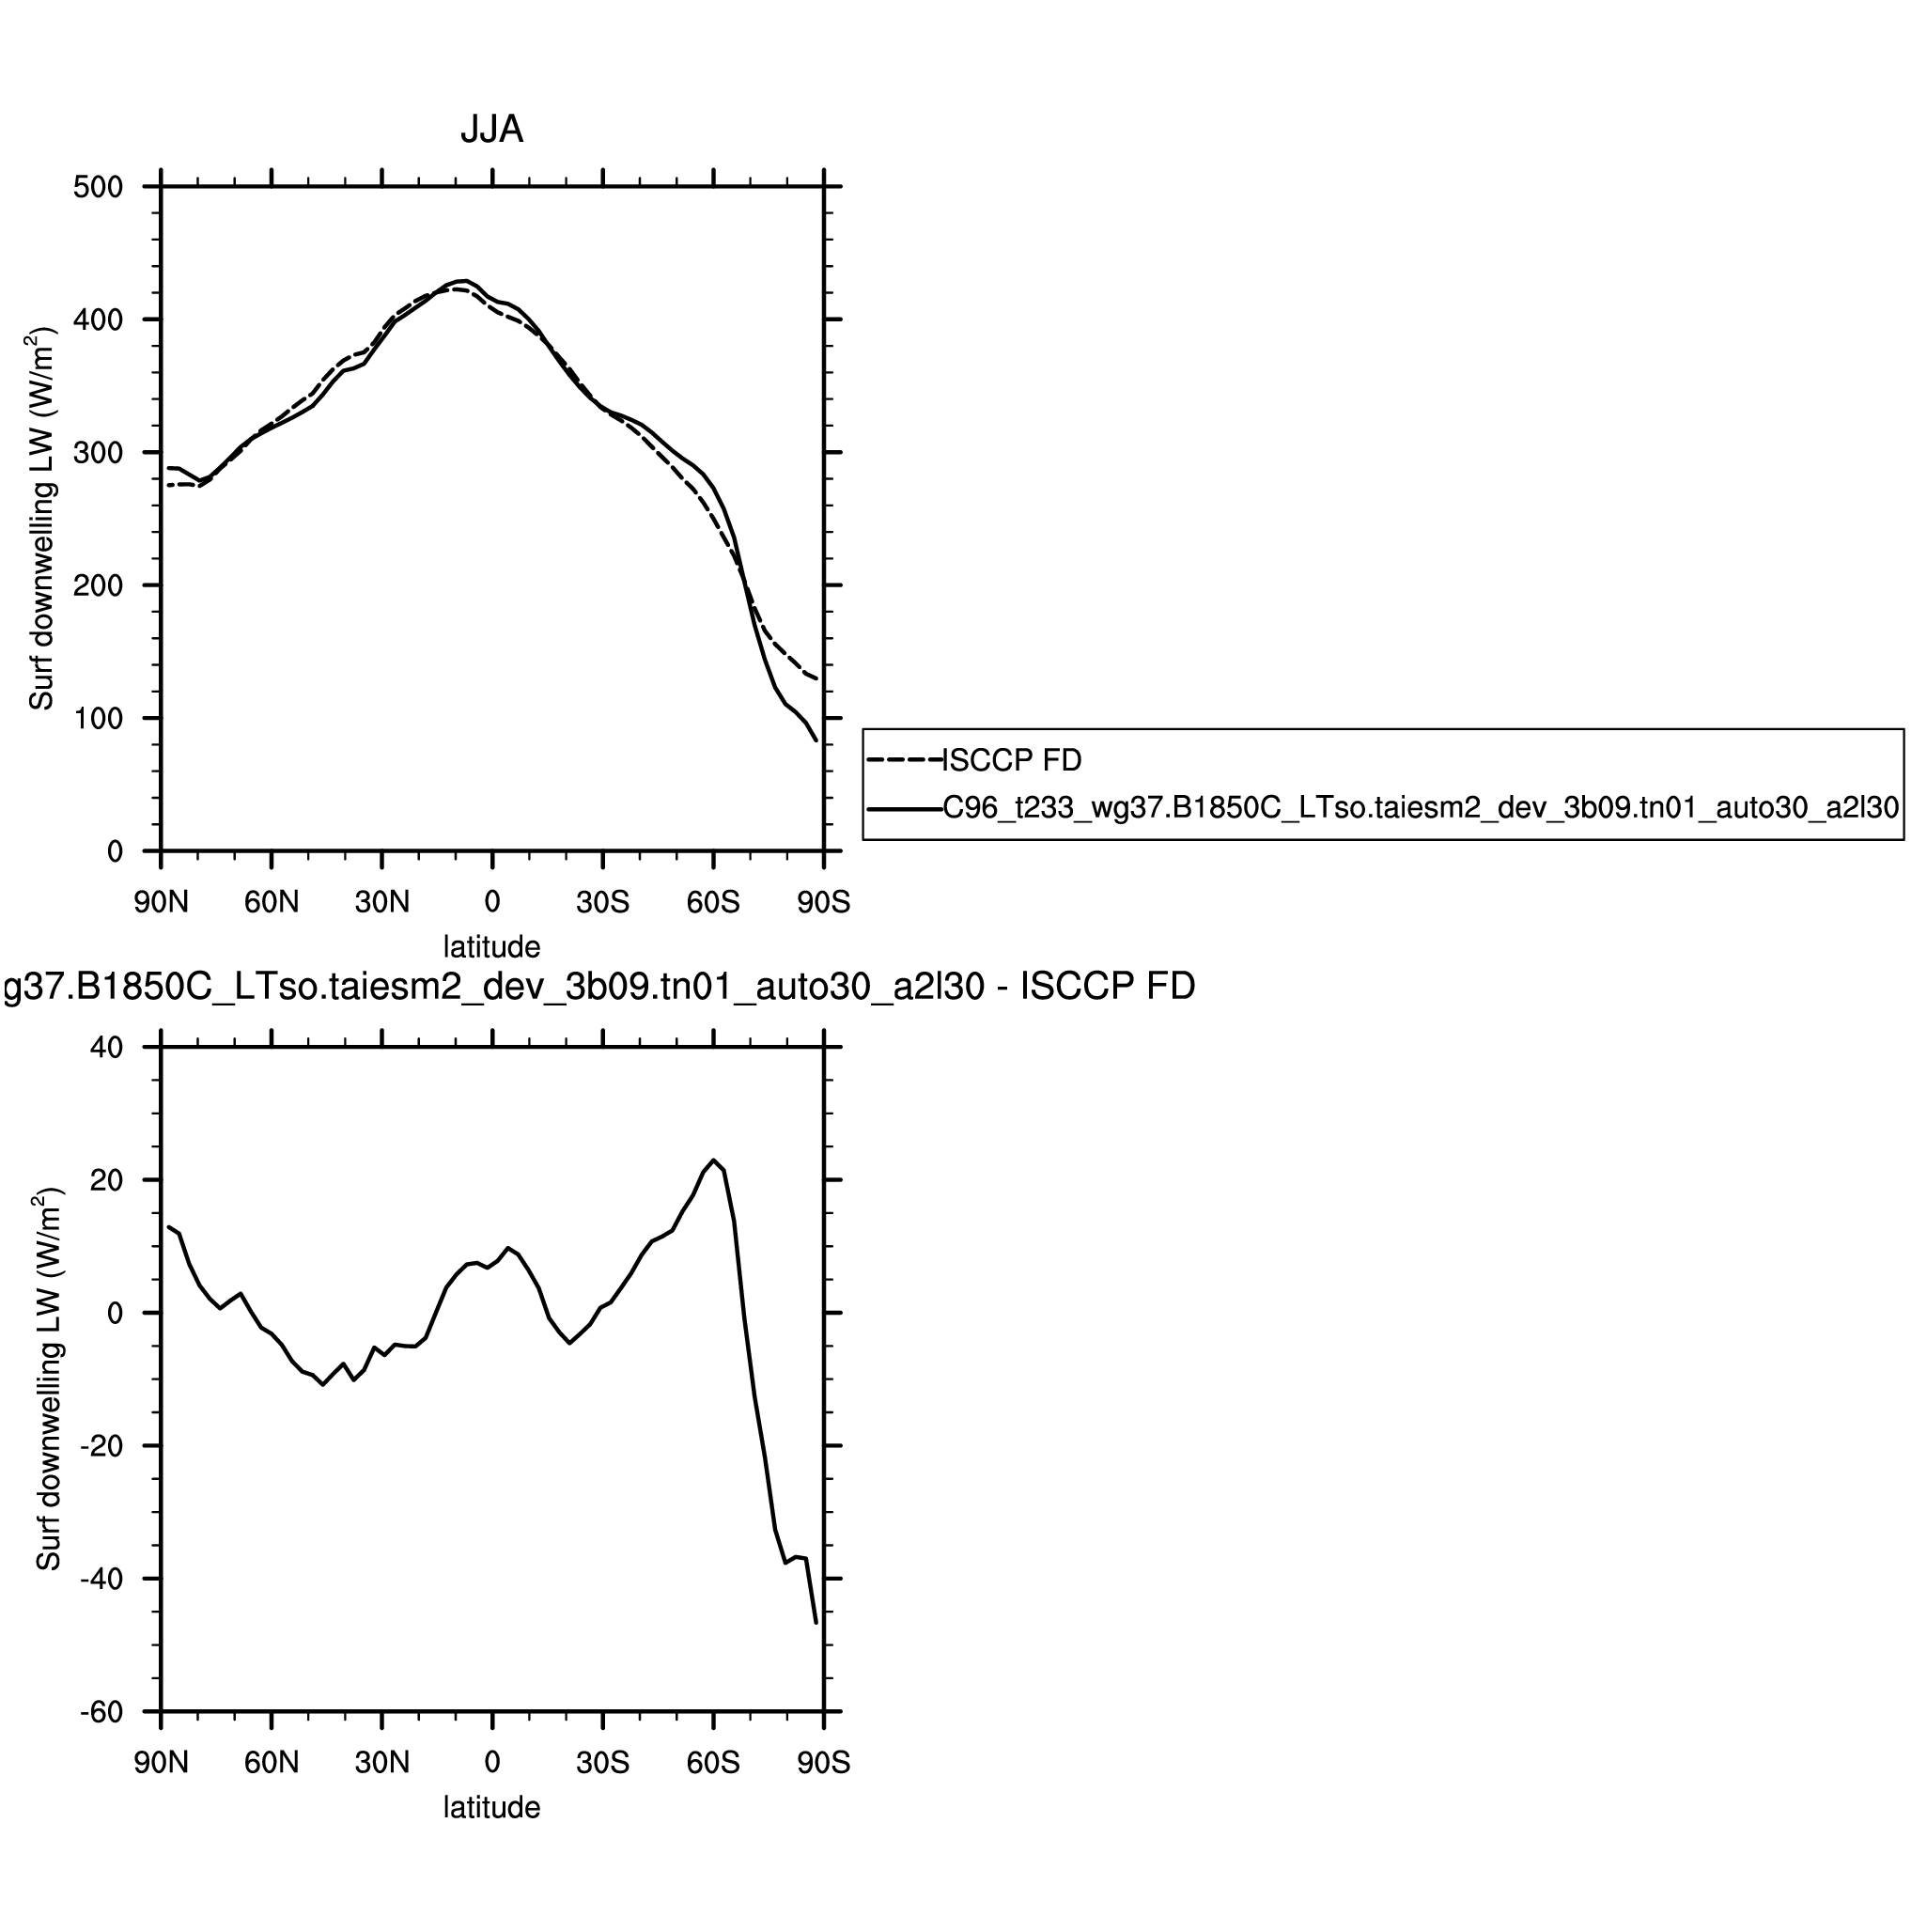 JJA
500
400
300
200
100
0
Surf downwelling LW (W/m²)
90N 60N 30N 0 30S 60S 90S
latitude
ISCCP FD
C96_t233_wg37.B1850C_LTso.taiesm2_dev_3b09.tn01_auto30_a2l30
g37.B1850C_LTso.taiesm2_dev_3b09.tn01_auto30_a2l30 - ISCCP FD
40
20
0
-20
-40
-60
Surf downwelling LW (W/m²)
90N 60N 30N 0 30S 60S 90S
latitude